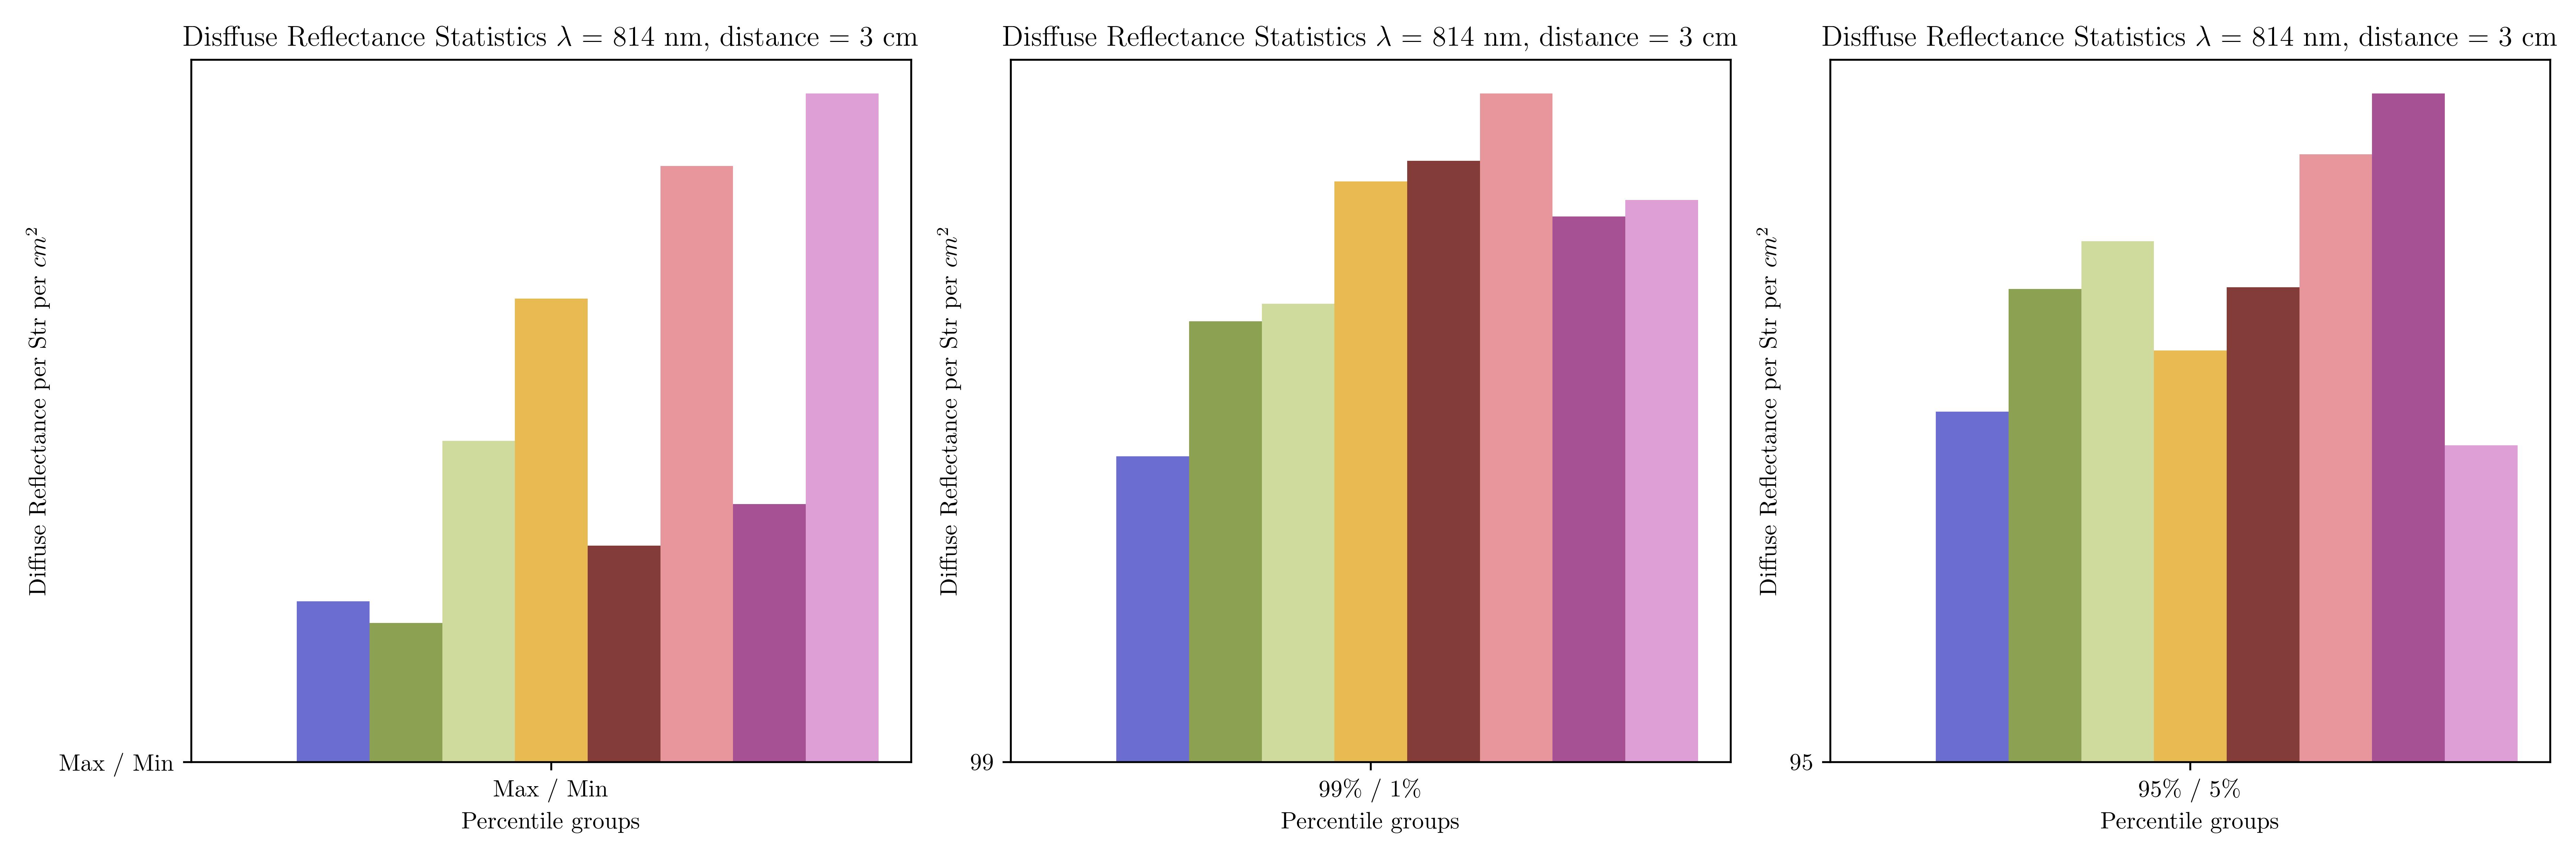 Disffuse Reflectance Statistics λ = 814 nm, distance = 3 cm
Diffuse Reflectance per Str per cm²
Max / Min
Max / Min
Percentile groups
Disffuse Reflectance Statistics λ = 814 nm, distance = 3 cm
Diffuse Reflectance per Str per cm²
99
99% / 1%
Percentile groups
Disffuse Reflectance Statistics λ = 814 nm, distance = 3 cm
Diffuse Reflectance per Str per cm²
95
95% / 5%
Percentile groups